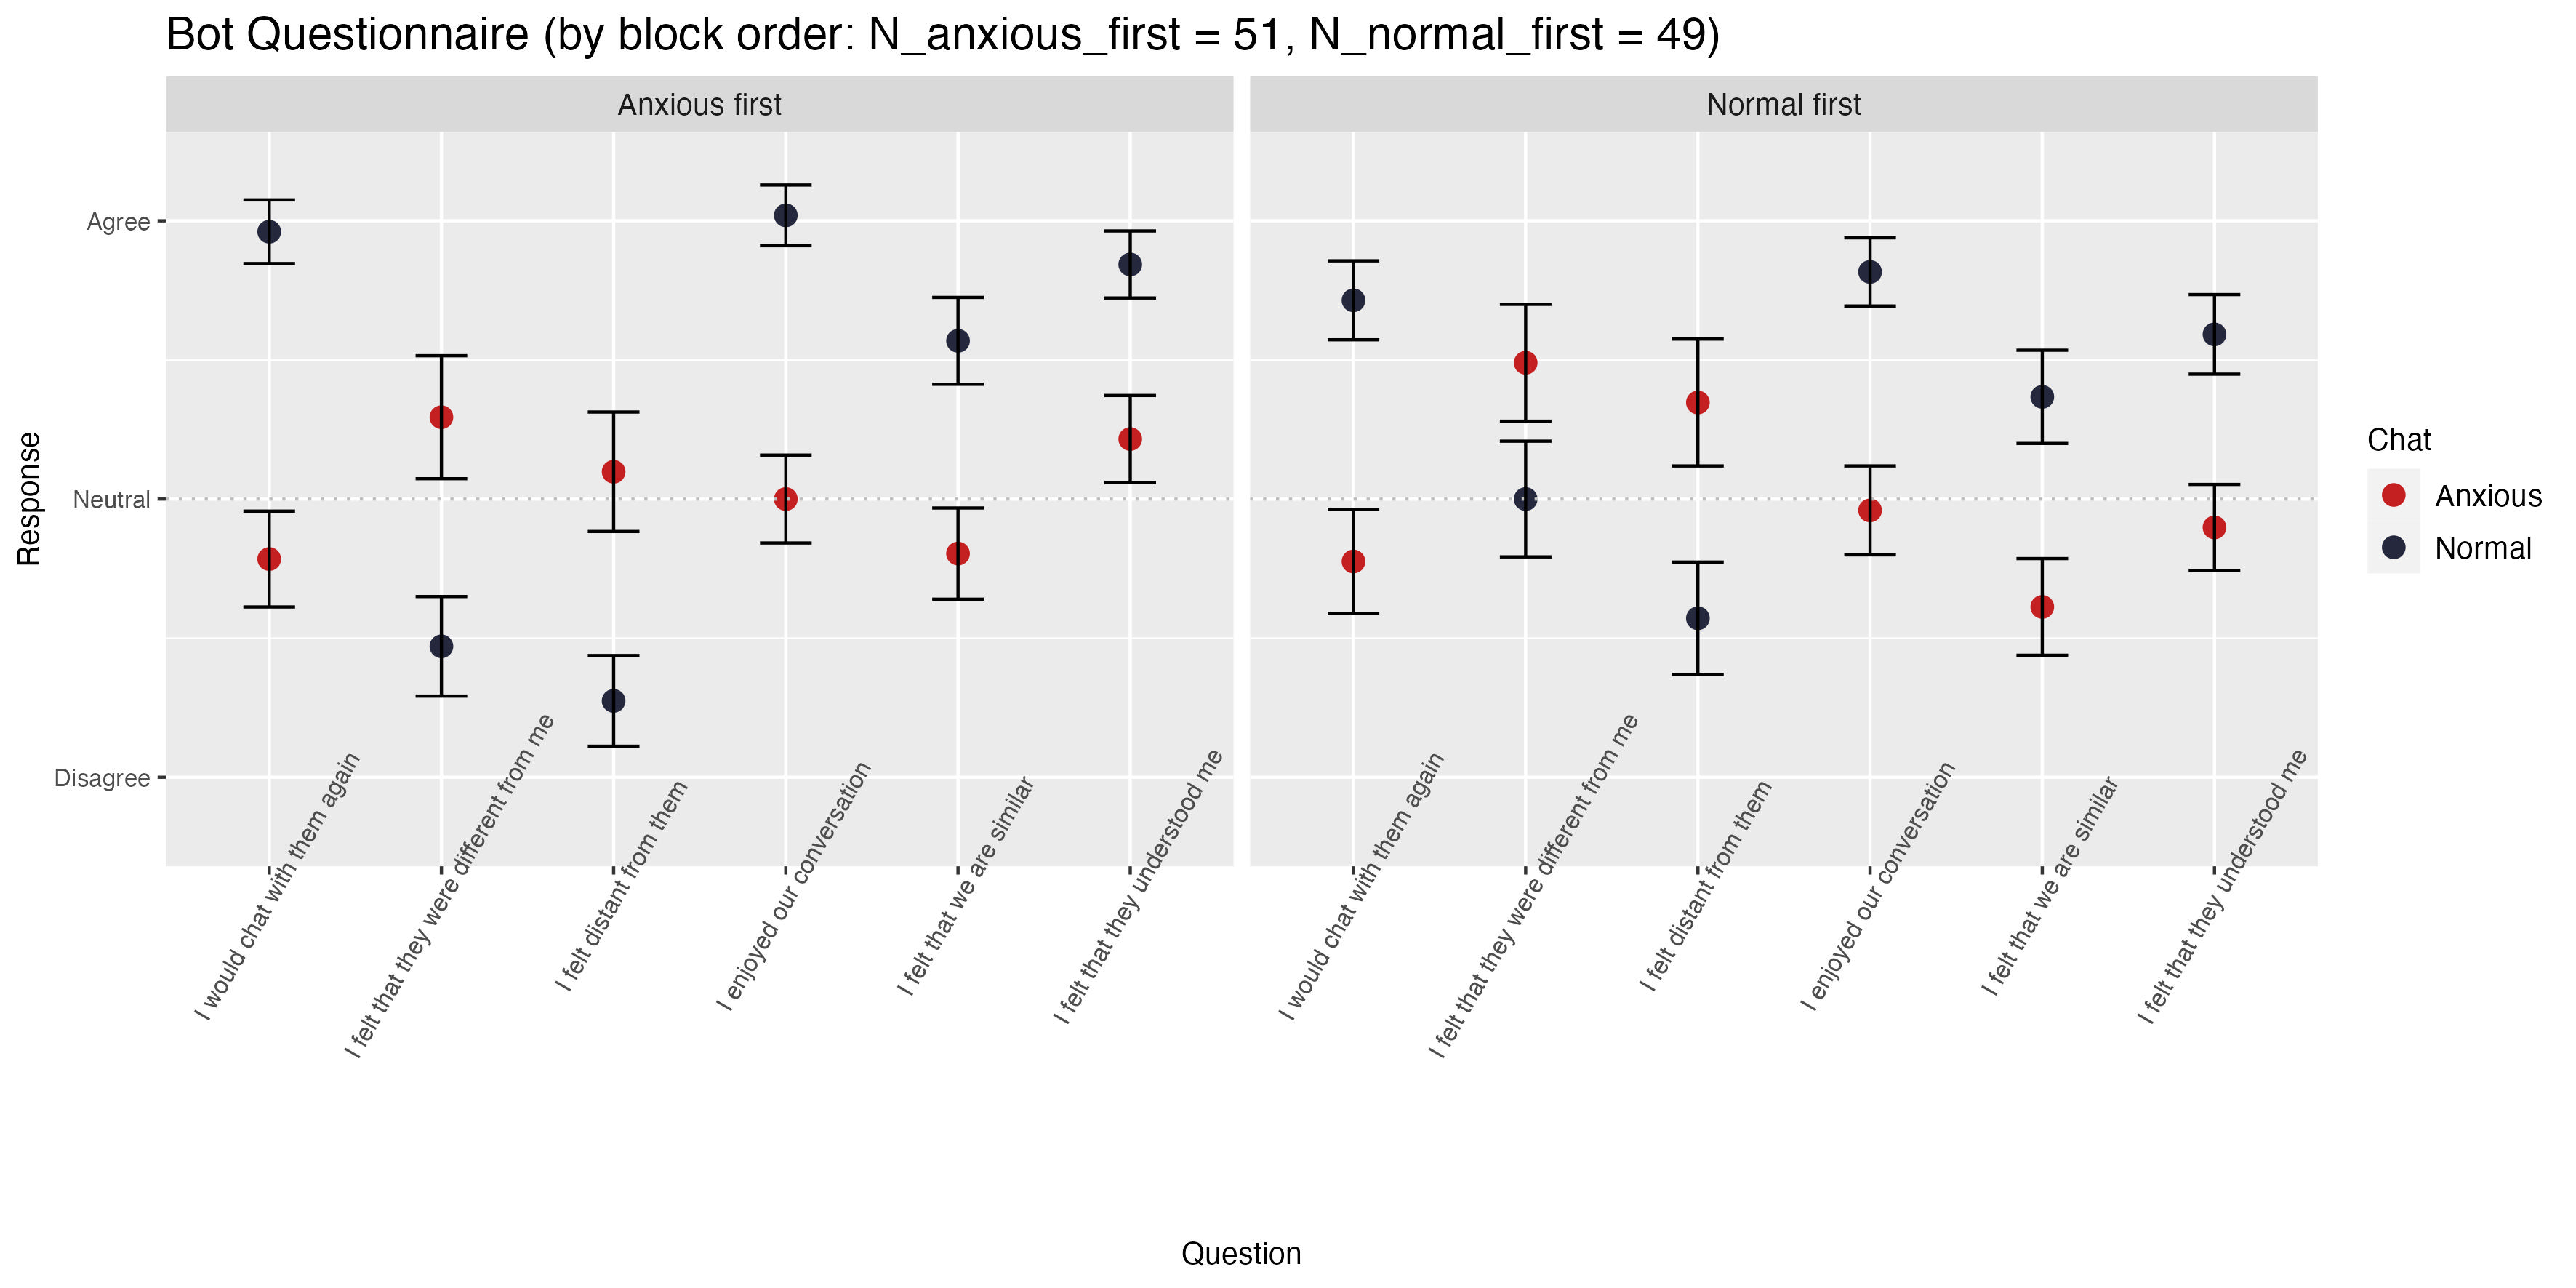 Bot Questionnaire (by block order: N_anxious_first = 51, N_normal_first = 49)
Anxious first
Normal first
Response
Agree
Neutral
Disagree
I would chat with them again
I felt that they were different from me
I felt distant from them
I enjoyed our conversation
I felt that we are similar
I felt that they understood me
I would chat with them again
I felt that they were different from me
I felt distant from them
I enjoyed our conversation
I felt that we are similar
I felt that they understood me
Question
Chat
Anxious
Normal